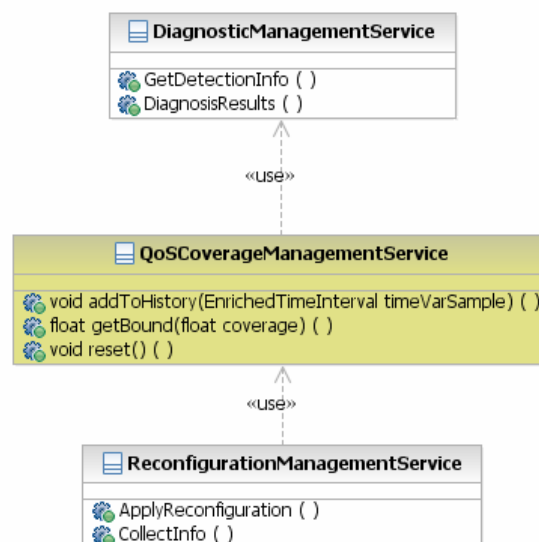 DiagnosticManagementService
GetDetectionInfo ( )
DiagnosisResults ( )
«use»
QoSCoverageManagementService
void addToHistory(EnrichedTimeInterval timeVarSample) ( )
float getBound(float coverage) ( )
void reset() ( )
«use»
ReconfigurationManagementService
ApplyReconfiguration ( )
CollectInfo ( )